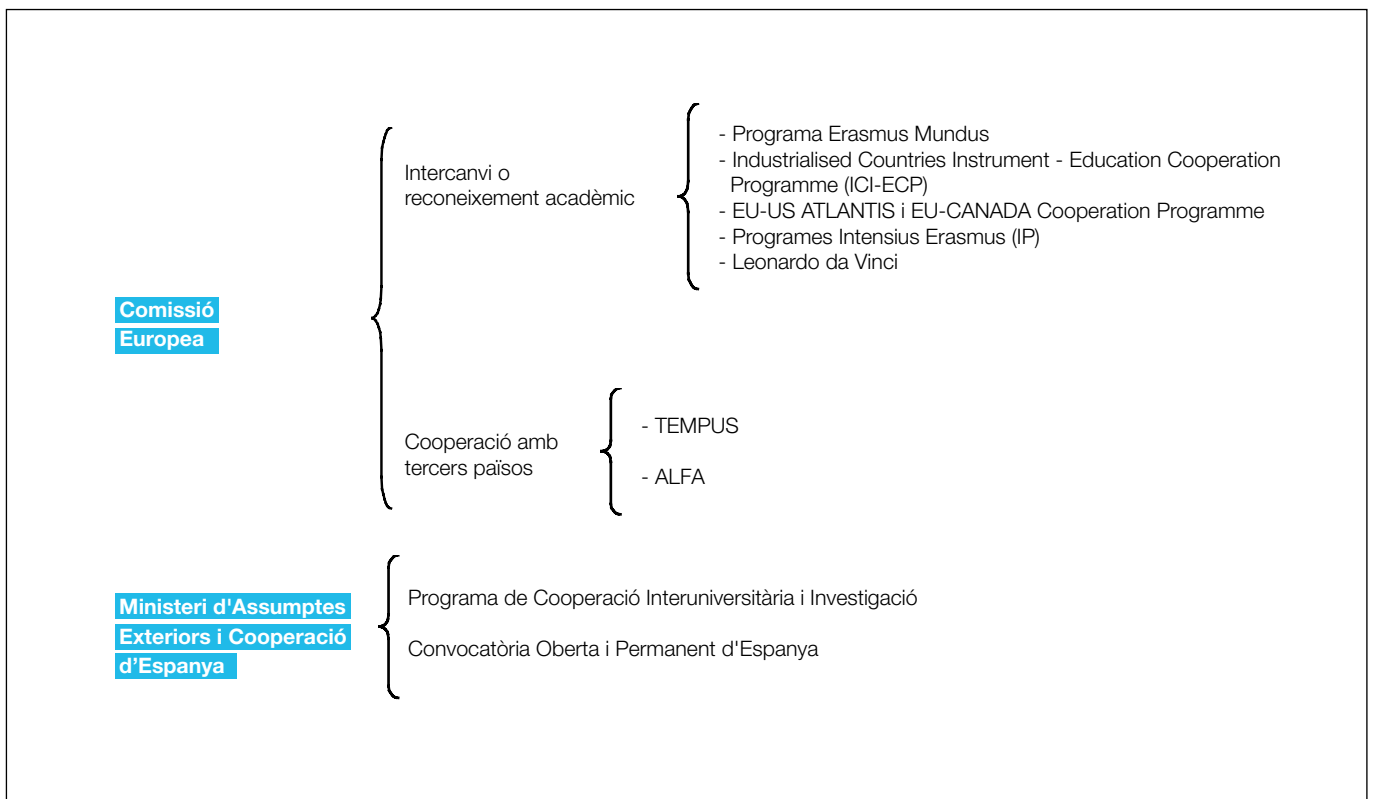 Comissió
Europea
Intercanvi o
reconeixement acadèmic
- Programa Erasmus Mundus
- Industrialised Countries Instrument - Education Cooperation
Programme (ICI-ECP)
- EU-US ATLANTIS i EU-CANADA Cooperation Programme
- Programes Intensius Erasmus (IP)
- Leonardo da Vinci
Cooperació amb
tercers països
- TEMPUS
- ALFA
Ministeri d'Assumptes
Exteriors i Cooperació
d’Espanya
Programa de Cooperació Interuniversitària i Investigació
Convocatòria Oberta i Permanent d'Espanya